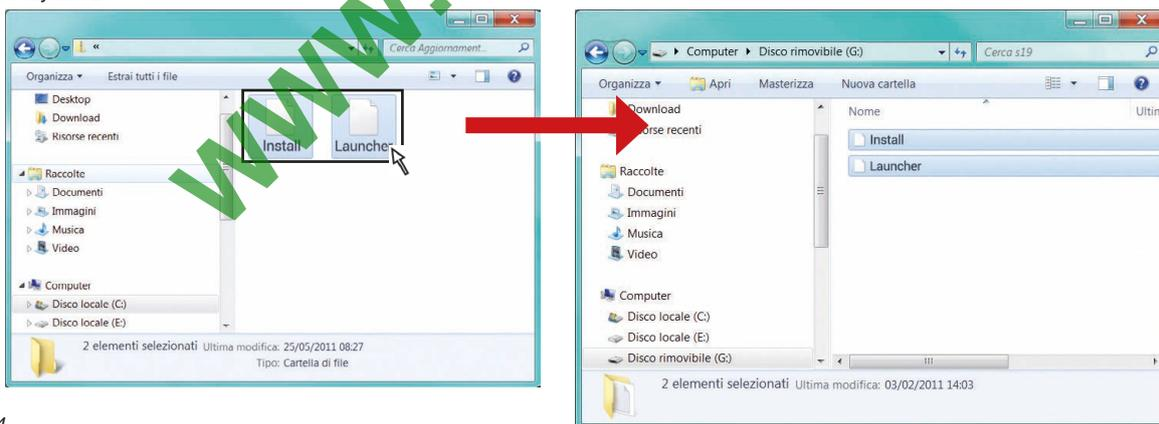 «
Cerca Aggiornament...
Organizza
Estrai tutti i file
Desktop
Download
Risorse recenti
Raccolte
Documenti
Immagini
Musica
Video
Computer
Disco locale (C:)
Disco locale (E:)
Install
Launcher
2 elementi selezionati Ultima modifica: 25/05/2011 08:27
Tipo: Cartella di file
www.
Computer Disco rimovibile (G:)
Cerca s19
Organizza
Apri
Masterizza
Nuova cartella
Download
orse recenti
Raccolte
Documenti
Immagini
Musica
Video
Computer
Disco locale (C:)
Disco locale (E:)
Disco rimovibile (G:)
Nome
Ultin
Install
Launcher
2 elementi selezionati Ultima modifica: 03/02/2011 14:03